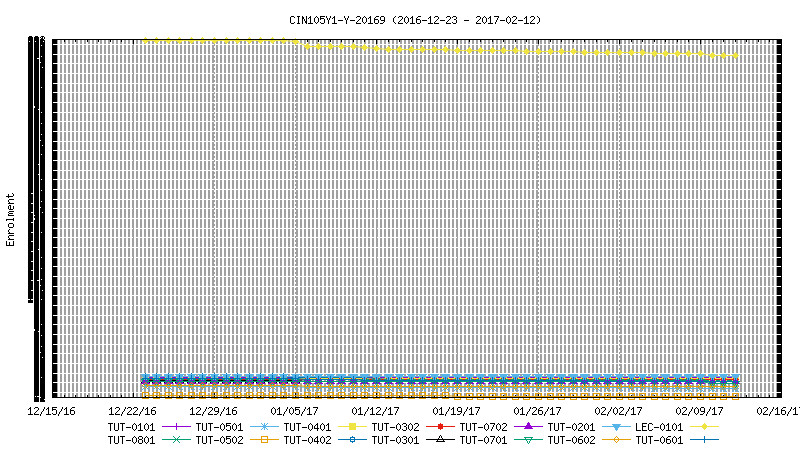 CIN105Y1-Y-20169 (2016-12-23 - 2017-02-12)
Enrolment
12/15/16 12/22/16 12/29/16 01/05/17 01/12/17 01/19/17 01/26/17 02/02/17 02/09/17 02/16/17
TUT-0101 TUT-0501 TUT-0401 TUT-0302 TUT-0702 TUT-0201 LEC-0101
TUT-0801 TUT-0502 TUT-0402 TUT-0301 TUT-0701 TUT-0602 TUT-0601